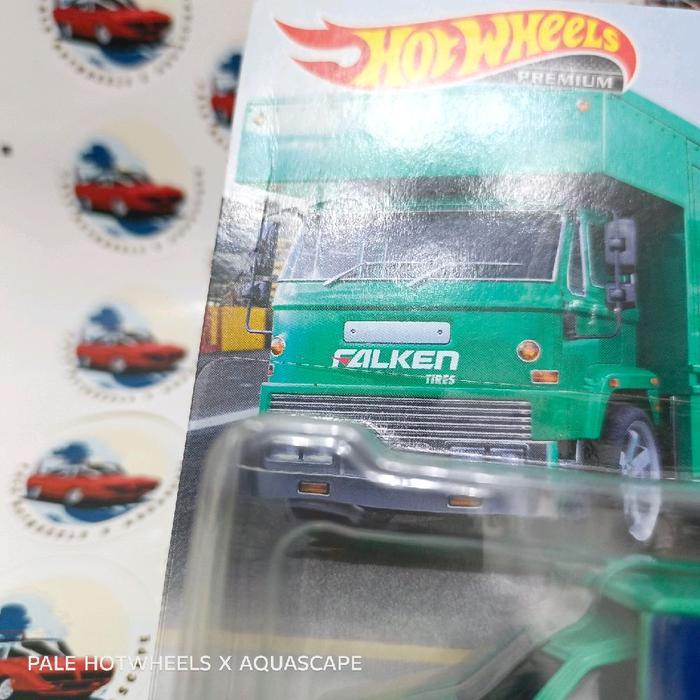 HOT WHEELS
PREMIUM
FALKEN
TIRES
PALE HOTWHEELS X AQUASCAPE